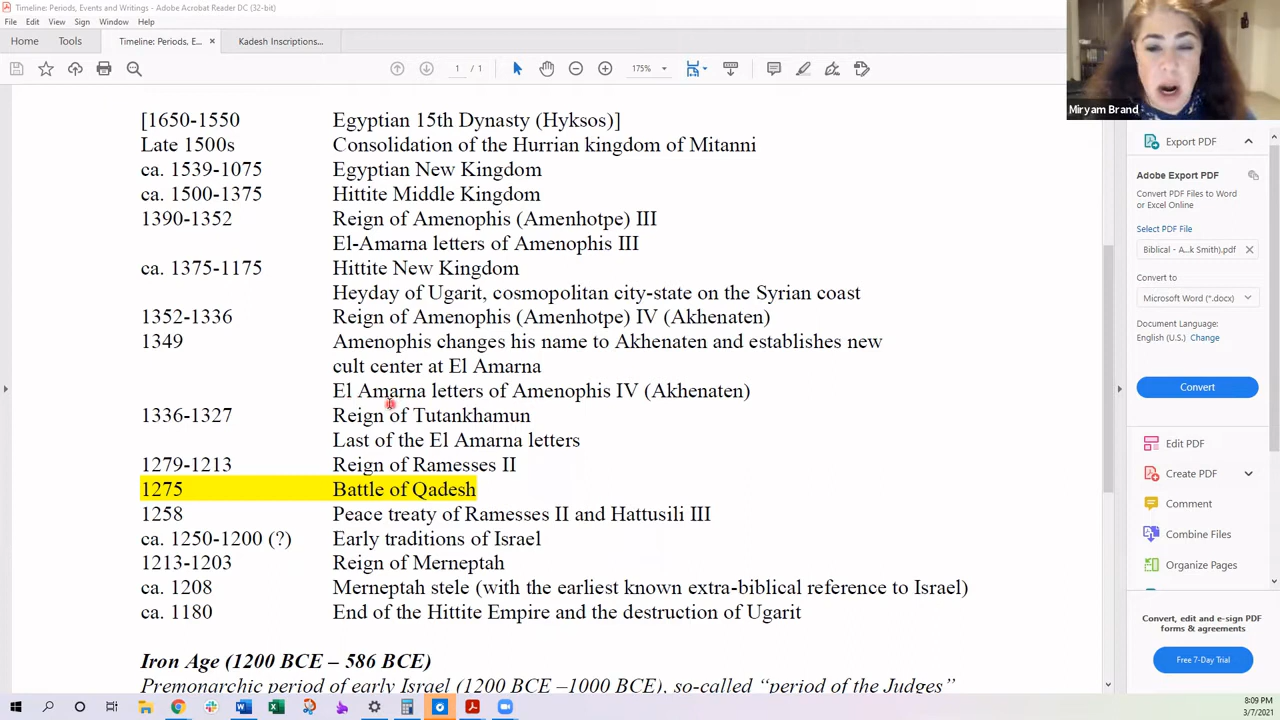 Timeline: Periods, Events and Writings - Adobe Acrobat Reader DC (32-bit)
File Edit View Sign Window Help
Home Tools Timeline: Periods, E... × Kadesh Inscriptions...
1 / 1 175%
Miryam Brand
[1650-1550 Egyptian 15th Dynasty (Hyksos)]
Late 1500s Consolidation of the Hurrian kingdom of Mitanni
ca. 1539-1075 Egyptian New Kingdom
ca. 1500-1375 Hittite Middle Kingdom
1390-1352 Reign of Amenophis (Amenhotpe) III
El-Amarna letters of Amenophis III
ca. 1375-1175 Hittite New Kingdom
Heyday of Ugarit, cosmopolitan city-state on the Syrian coast
1352-1336 Reign of Amenophis (Amenhotpe) IV (Akhenaten)
1349 Amenophis changes his name to Akhenaten and establishes new
cult center at El Amarna
El Amarna letters of Amenophis IV (Akhenaten)
1336-1327 Reign of Tutankhamun
Last of the El Amarna letters
1279-1213 Reign of Ramesses II
1275 Battle of Qadesh
1258 Peace treaty of Ramesses II and Hattusili III
ca. 1250-1200 (?) Early traditions of Israel
1213-1203 Reign of Merneptah
ca. 1208 Merneptah stele (with the earliest known extra-biblical reference to Israel)
ca. 1180 End of the Hittite Empire and the destruction of Ugarit
Iron Age (1200 BCE – 586 BCE)
Premonarchic period of early Israel (1200 BCE –1000 BCE), so-called “period of the Judges”
Export PDF
Adobe Export PDF
Convert PDF Files to Word
or Excel Online
Select PDF File
Biblical - A...k Smith).pdf ×
Convert to
Microsoft Word (*.docx)
Document Language:
English (U.S.) Change
Convert
Edit PDF
Create PDF
Comment
Combine Files
Organize Pages
Convert, edit and e-sign PDF
forms & agreements
Free 7-Day Trial
8:09 PM
3/7/2021